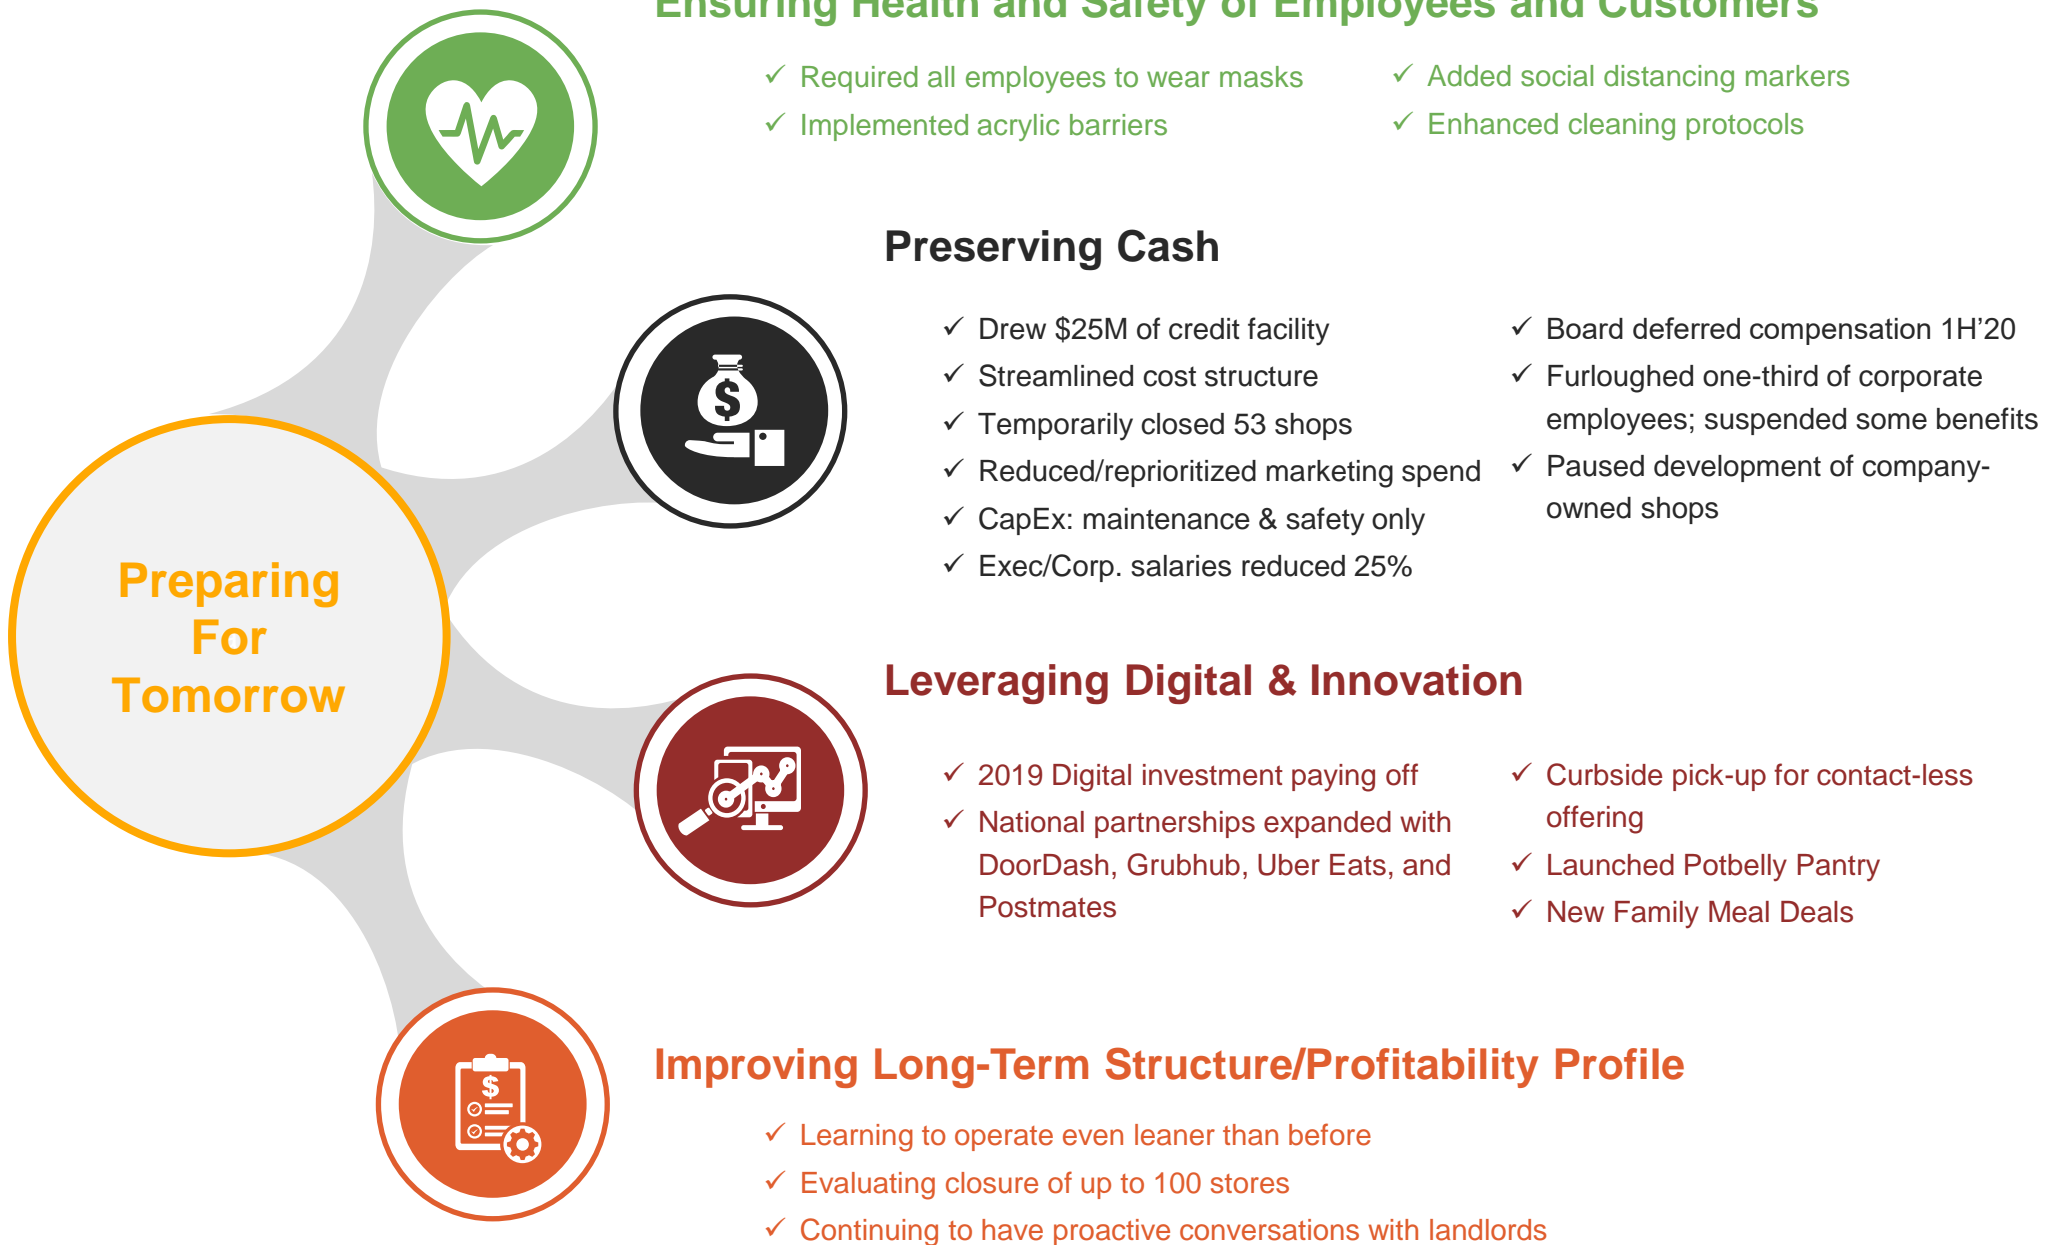 Ensuring Health and Safety of Employees and Customers
✓ Required all employees to wear masks
✓ Implemented acrylic barriers
✓ Added social distancing markers
✓ Enhanced cleaning protocols
Preserving Cash
✓ Drew $25M of credit facility
✓ Streamlined cost structure
✓ Temporarily closed 53 shops
✓ Reduced/reprioritized marketing spend
✓ CapEx: maintenance & safety only
✓ Exec/Corp. salaries reduced 25%
✓ Board deferred compensation 1H’20
✓ Furloughed one-third of corporate
employees; suspended some benefits
✓ Paused development of company-
owned shops
Preparing
For
Tomorrow
Leveraging Digital & Innovation
✓ 2019 Digital investment paying off
✓ National partnerships expanded with
DoorDash, Grubhub, Uber Eats, and
Postmates
✓ Curbside pick-up for contact-less
offering
✓ Launched Potbelly Pantry
✓ New Family Meal Deals
Improving Long-Term Structure/Profitability Profile
✓ Learning to operate even leaner than before
✓ Evaluating closure of up to 100 stores
✓ Continuing to have proactive conversations with landlords